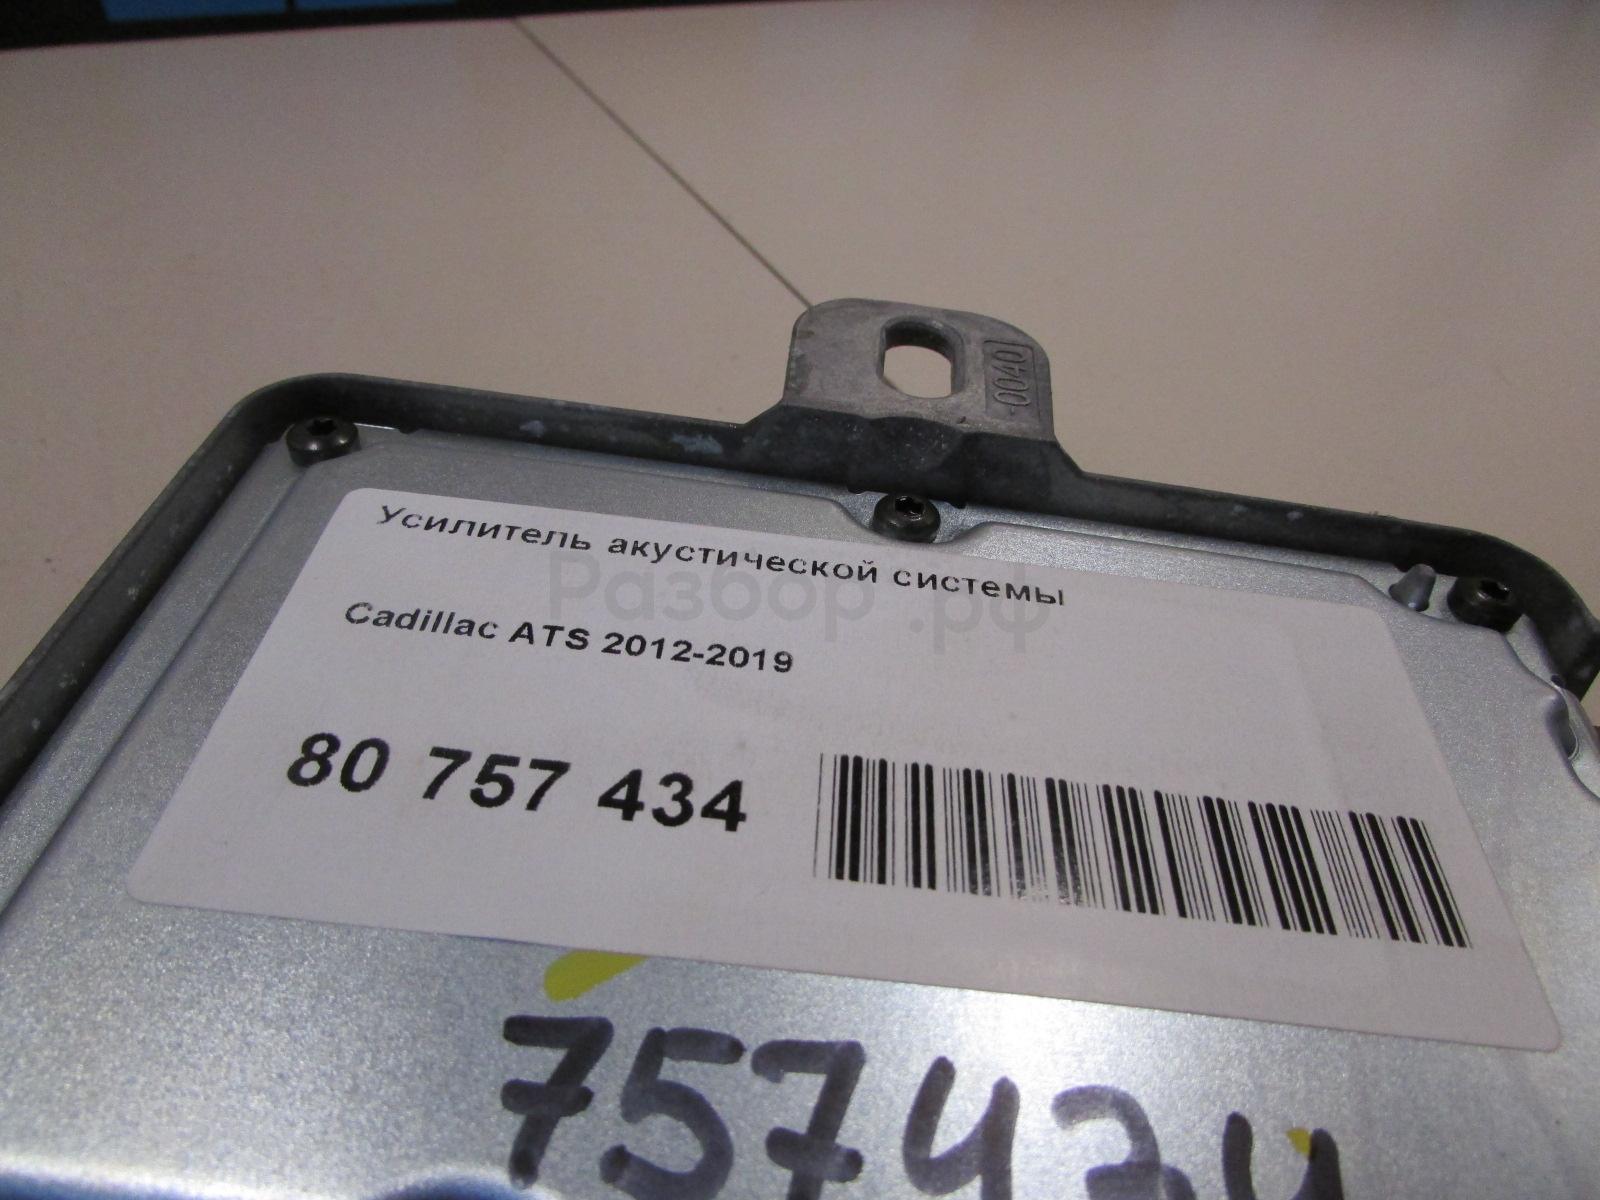 -0040
Усилитель акустической системы
Разбор.рф
Cadillac ATS 2012-2019
80 757 434
757434